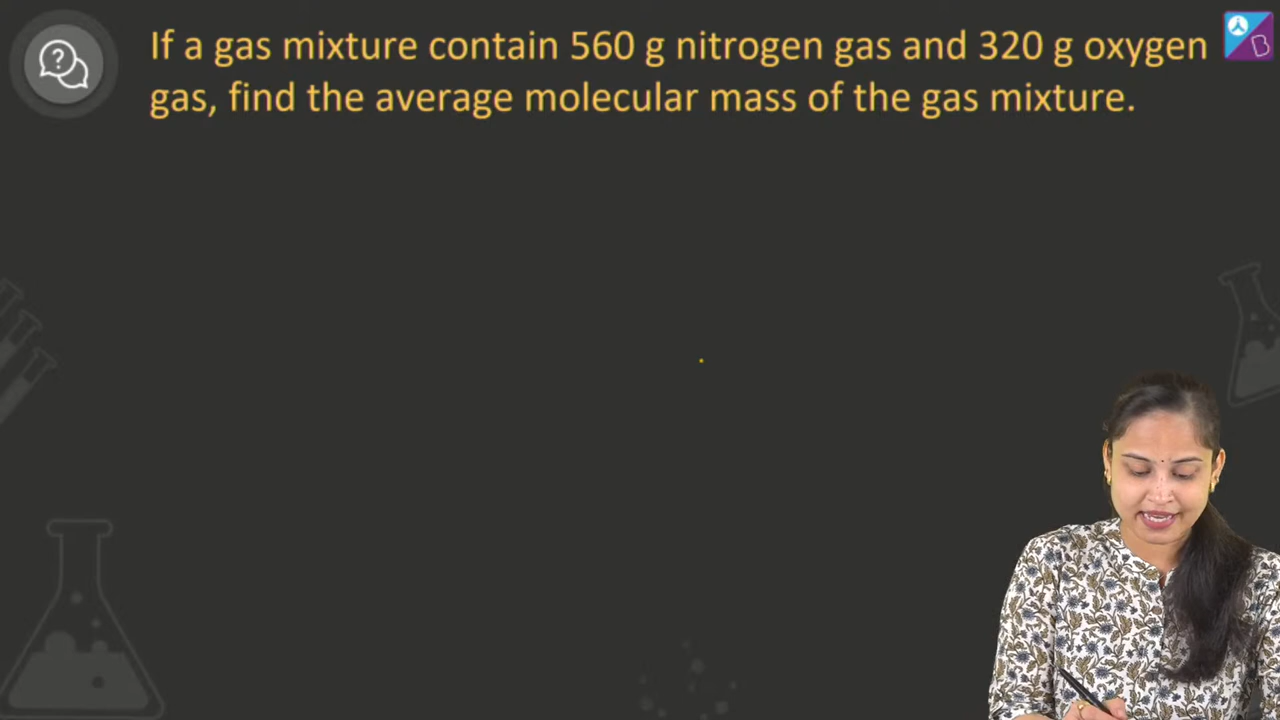 If a gas mixture contain 560 g nitrogen gas and 320 g oxygen
gas, find the average molecular mass of the gas mixture.
?
B